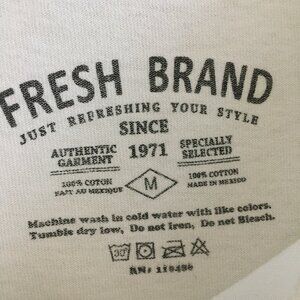 FRESH BRAND
JUST REFRESHING YOUR STYLE
SINCE
1971
AUTHENTIC
GARMENT
SPECIALLY
SELECTED
100% COTTON
FAIT AU MEXIQUE
M
100% COTTON
MADE IN MEXICO
Machine wash in cold water with like colors.
Tumble dry low, Do not iron, Do not Bleach.
30°
RN: